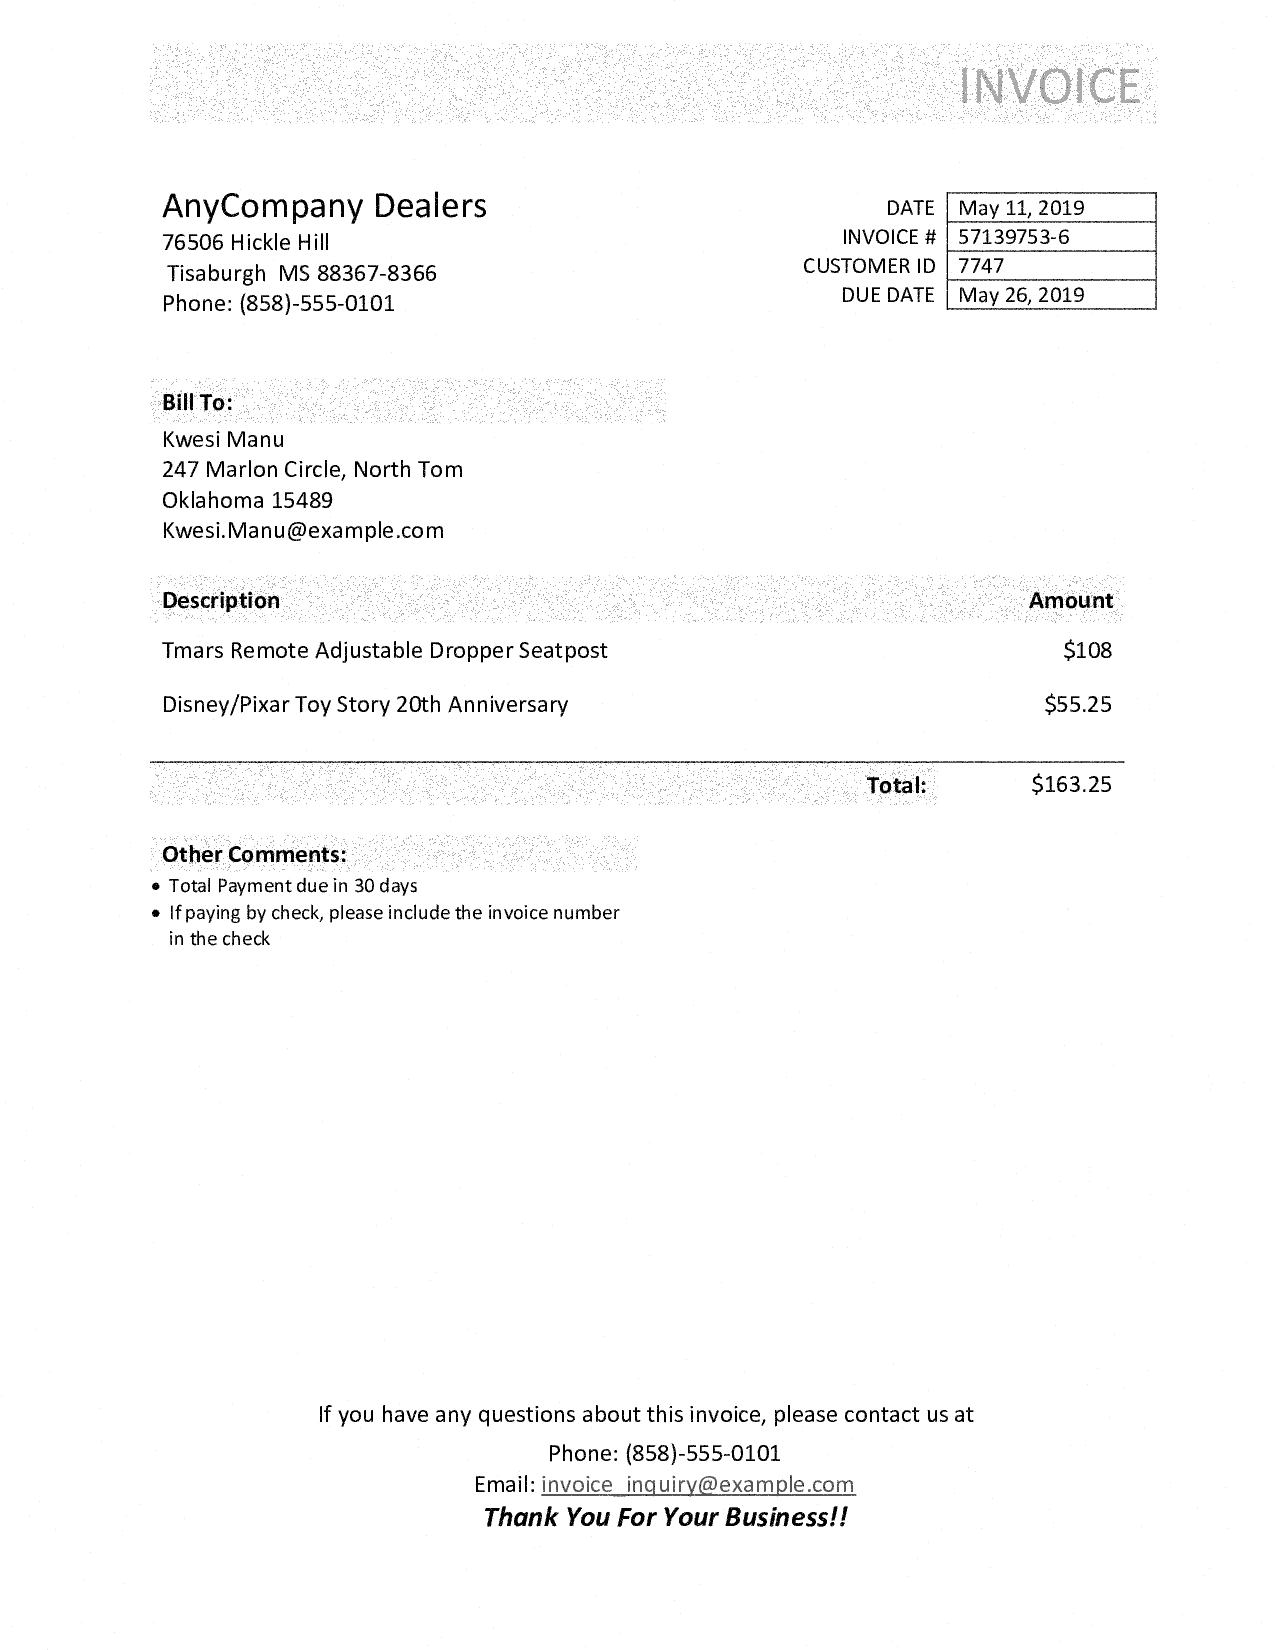 INVOICE
AnyCompany Dealers
76506 Hickle Hill
Tisaburgh MS 88367-8366
Phone: (858)-555-0101
DATE May 11, 2019
INVOICE # 57139753-6
CUSTOMER ID 7747
DUE DATE May 26, 2019
Bill To:
Kwesi Manu
247 Marlon Circle, North Tom
Oklahoma 15489
Kwesi.Manu@example.com
Description Amount
Tmars Remote Adjustable Dropper Seatpost $108
Disney/Pixar Toy Story 20th Anniversary $55.25
Total: $163.25
Other Comments:
• Total Payment due in 30 days
• If paying by check, please include the invoice number
in the check
If you have any questions about this invoice, please contact us at
Phone: (858)-555-0101
Email: invoice_inquiry@example.com
Thank You For Your Business!!